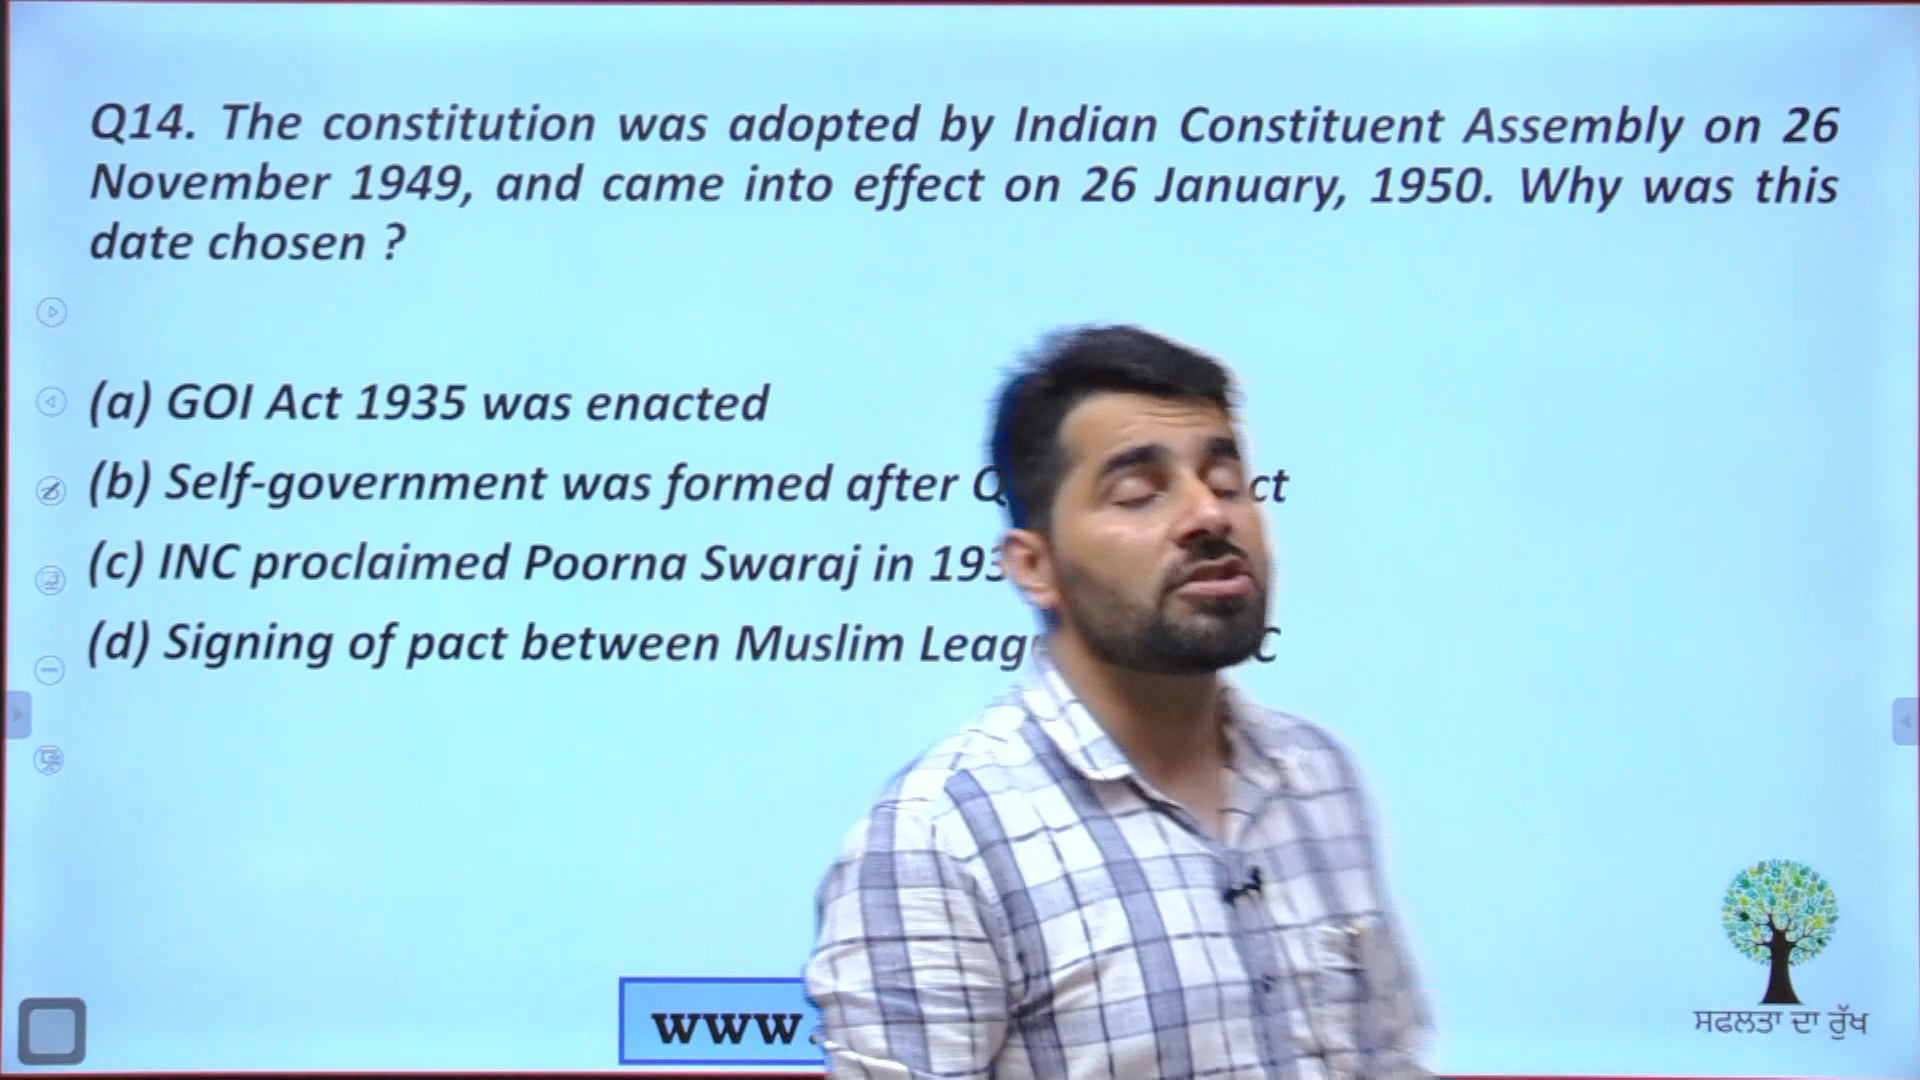 Q14. The constitution was adopted by Indian Constituent Assembly on 26
November 1949, and came into effect on 26 January, 1950. Why was this
date chosen ?
(a) GOI Act 1935 was enacted
(b) Self-government was formed after
(c) INC proclaimed Poorna Swaraj in
(d) Signing of pact between Muslim
www.
ਸਫਲਤਾ ਦਾ ਰੁੱਖ